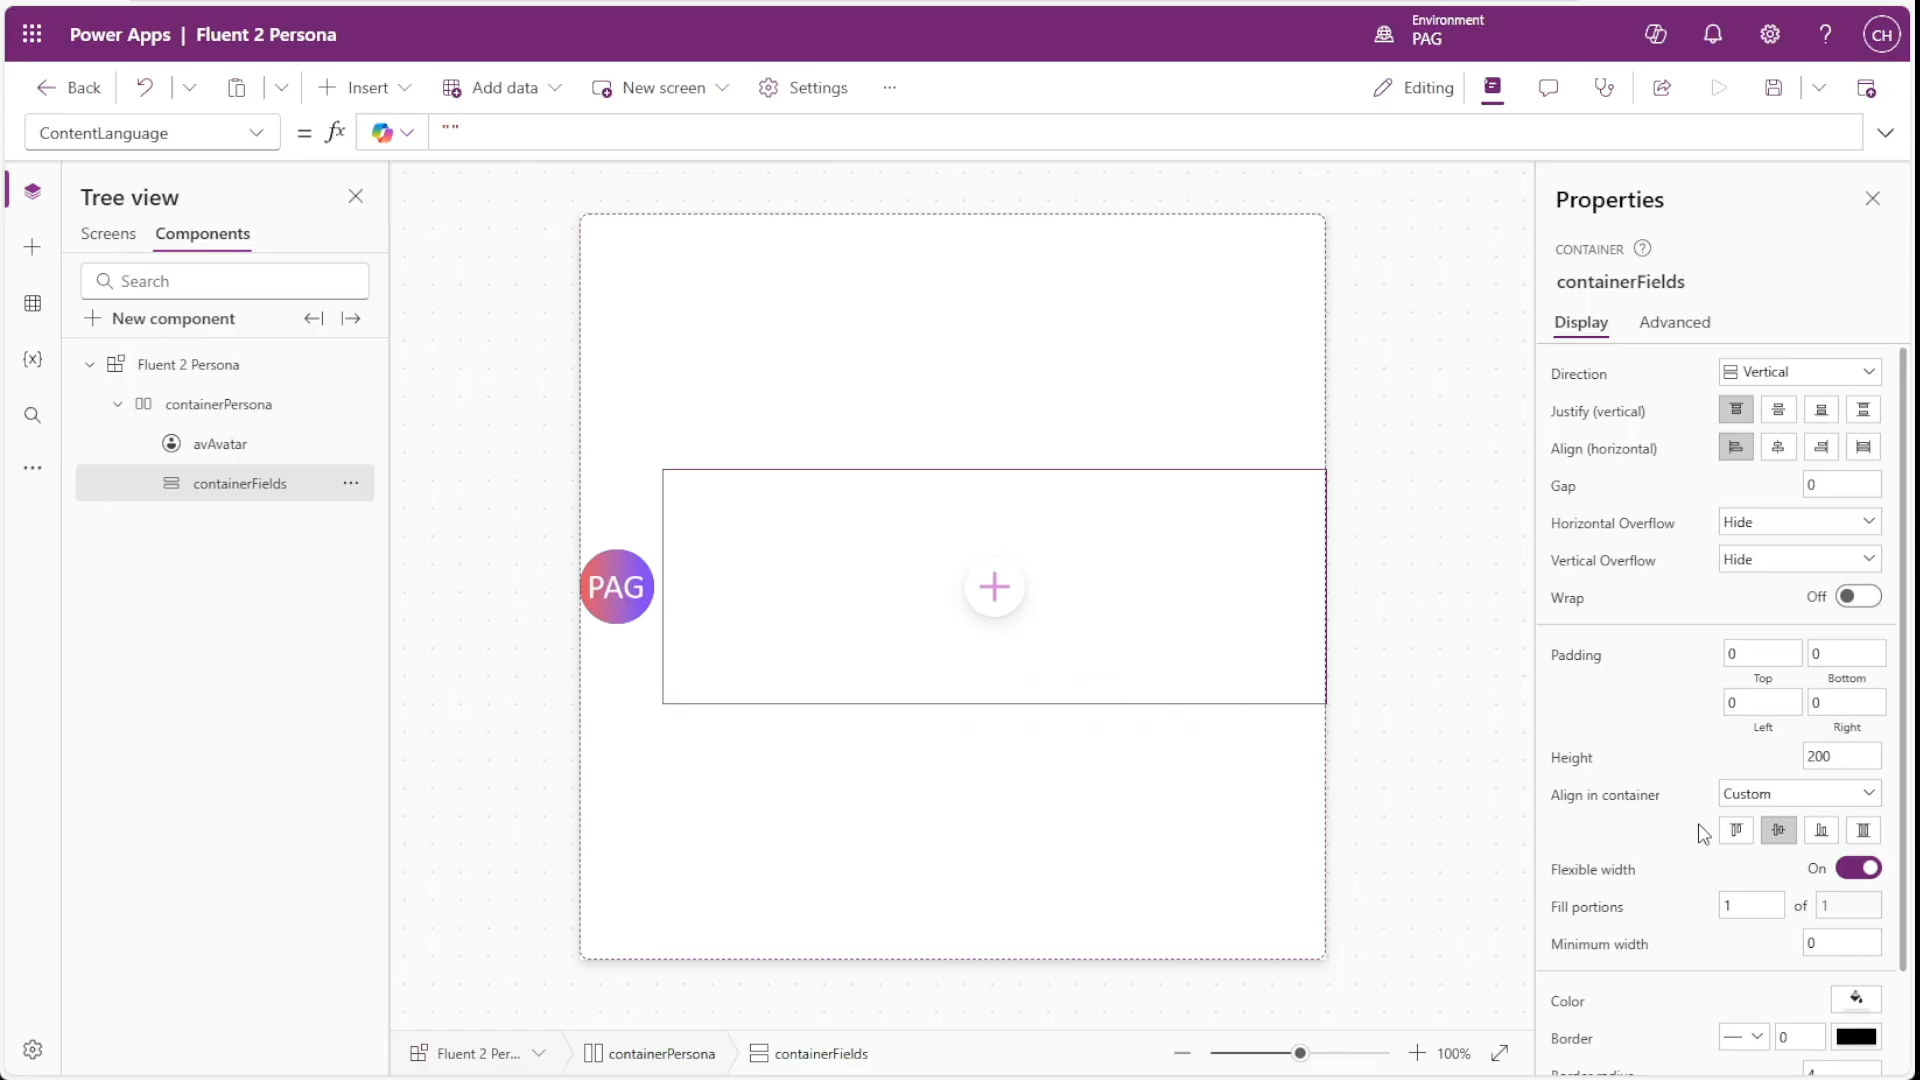 Power Apps | Fluent 2 Persona
Environment
PAG
CH
Back
Insert
Add data
New screen
Settings
...
Editing
ContentLanguage
= fx
""
Tree view
Screens
Components
Search
New component
Fluent 2 Persona
containerPersona
avAvatar
containerFields
...
PAG
Properties
CONTAINER
containerFields
Display
Advanced
Direction
Vertical
Justify (vertical)
Align (horizontal)
Gap
0
Horizontal Overflow
Hide
Vertical Overflow
Hide
Wrap
Off
Padding
0
0
Top
Bottom
0
0
Left
Right
Height
200
Align in container
Custom
Flexible width
On
Fill portions
1
of
1
Minimum width
0
Color
Border
0
Fluent 2 Per...
containerPersona
containerFields
100%